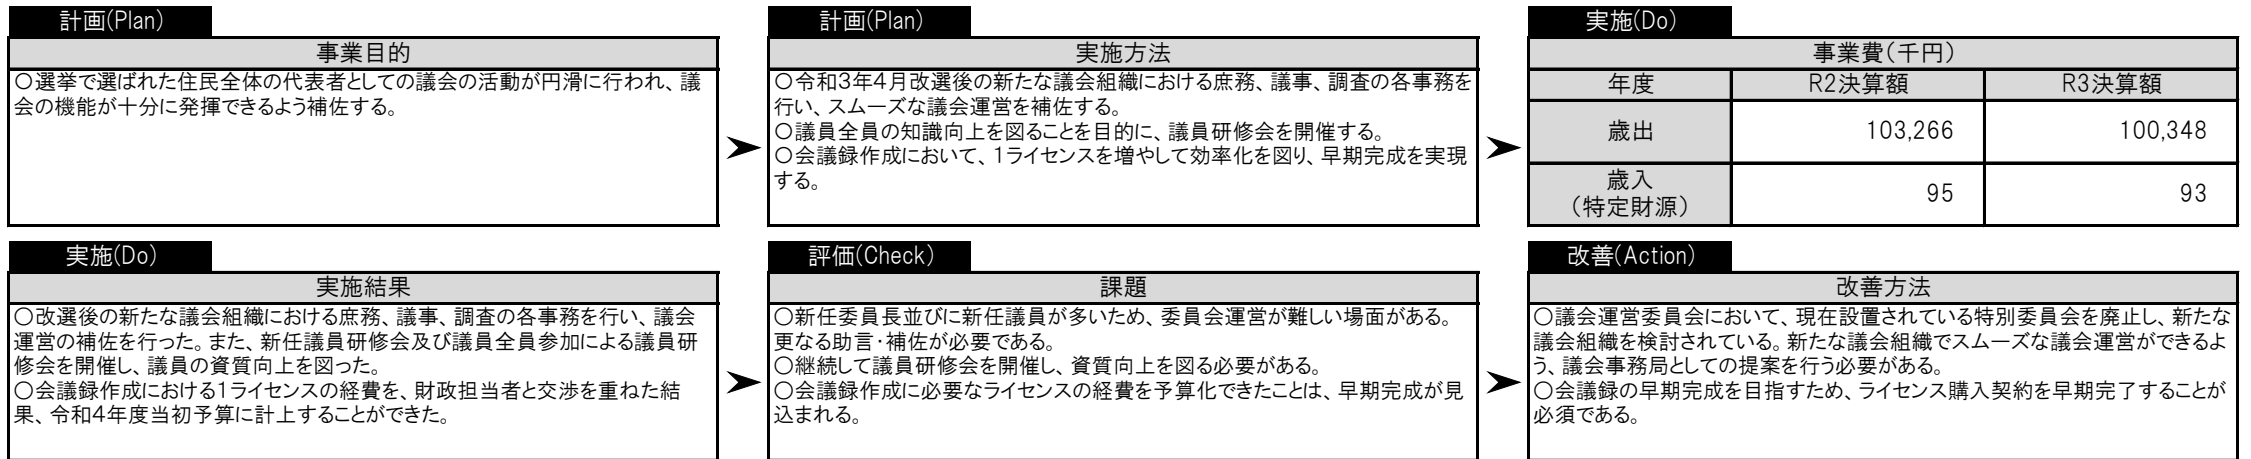 計画(Plan)
事業目的
○選挙で選ばれた住民全体の代表者としての議会の活動が円滑に行われ、議
会の機能が十分に発揮できるよう補佐する。
計画(Plan)
実施方法
○令和3年4月改選後の新たな議会組織における庶務、議事、調査の各事務を
行い、スムーズな議会運営を補佐する。
○議員全員の知識向上を図ることを目的に、議員研修会を開催する。
○会議録作成において、1ライセンスを増やして効率化を図り、早期完成を実現
する。
実施(Do)
事業費(千円)
年度 R2決算額 R3決算額
歳出 103,266 100,348
歳入
(特定財源) 95 93
実施(Do)
実施結果
○改選後の新たな議会組織における庶務、議事、調査の各事務を行い、議会
運営の補佐を行った。また、新任議員研修会及び議員全員参加による議員研
修会を開催し、議員の資質向上を図った。
○会議録作成における1ライセンスの経費を、財政担当者と交渉を重ねた結
果、令和4年度当初予算に計上することができた。
評価(Check)
課題
○新任委員長並びに新任議員が多いため、委員会運営が難しい場面がある。
更なる助言・補佐が必要である。
○継続して議員研修会を開催し、資質向上を図る必要がある。
○会議録作成に必要なライセンスの経費を予算化できたことは、早期完成が見
込まれる。
改善(Action)
改善方法
○議会運営委員会において、現在設置されている特別委員会を廃止し、新たな
議会組織を検討されている。新たな議会組織でスムーズな議会運営ができるよ
う、議会事務局としての提案を行う必要がある。
○会議録の早期完成を目指すため、ライセンス購入契約を早期完了することが
必須である。